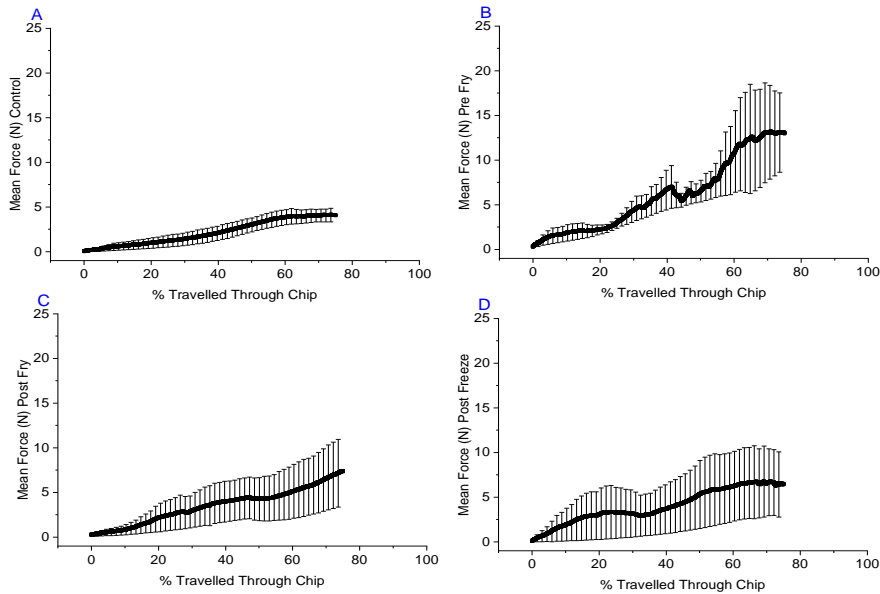 A
Mean Force (N) Control
25
20
15
10
5
0
0 20 40 60 80 100
% Travelled Through Chip
B
Mean Force (N) Pre Fry
25
20
15
10
5
0
0 20 40 60 80 100
% Travelled Through Chip
C
Mean Force (N) Post Fry
25
20
15
10
5
0
0 20 40 60 80 100
% Travelled Through Chip
D
Mean Force (N) Post Freeze
25
20
15
10
5
0
0 20 40 60 80 100
% Travelled Through Chip